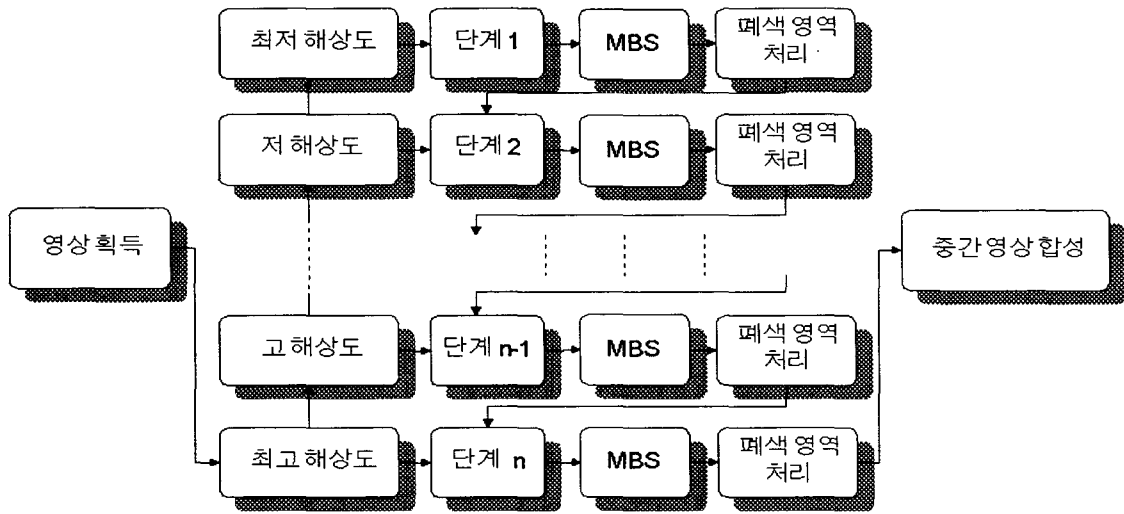 최저 해상도
단계 1
MBS
폐색 영역
처리
저 해상도
단계 2
MBS
폐색 영역
처리
영상 획득
중간 영상 합성
고 해상도
단계 n-1
MBS
폐색 영역
처리
최고 해상도
단계 n
MBS
폐색 영역
처리